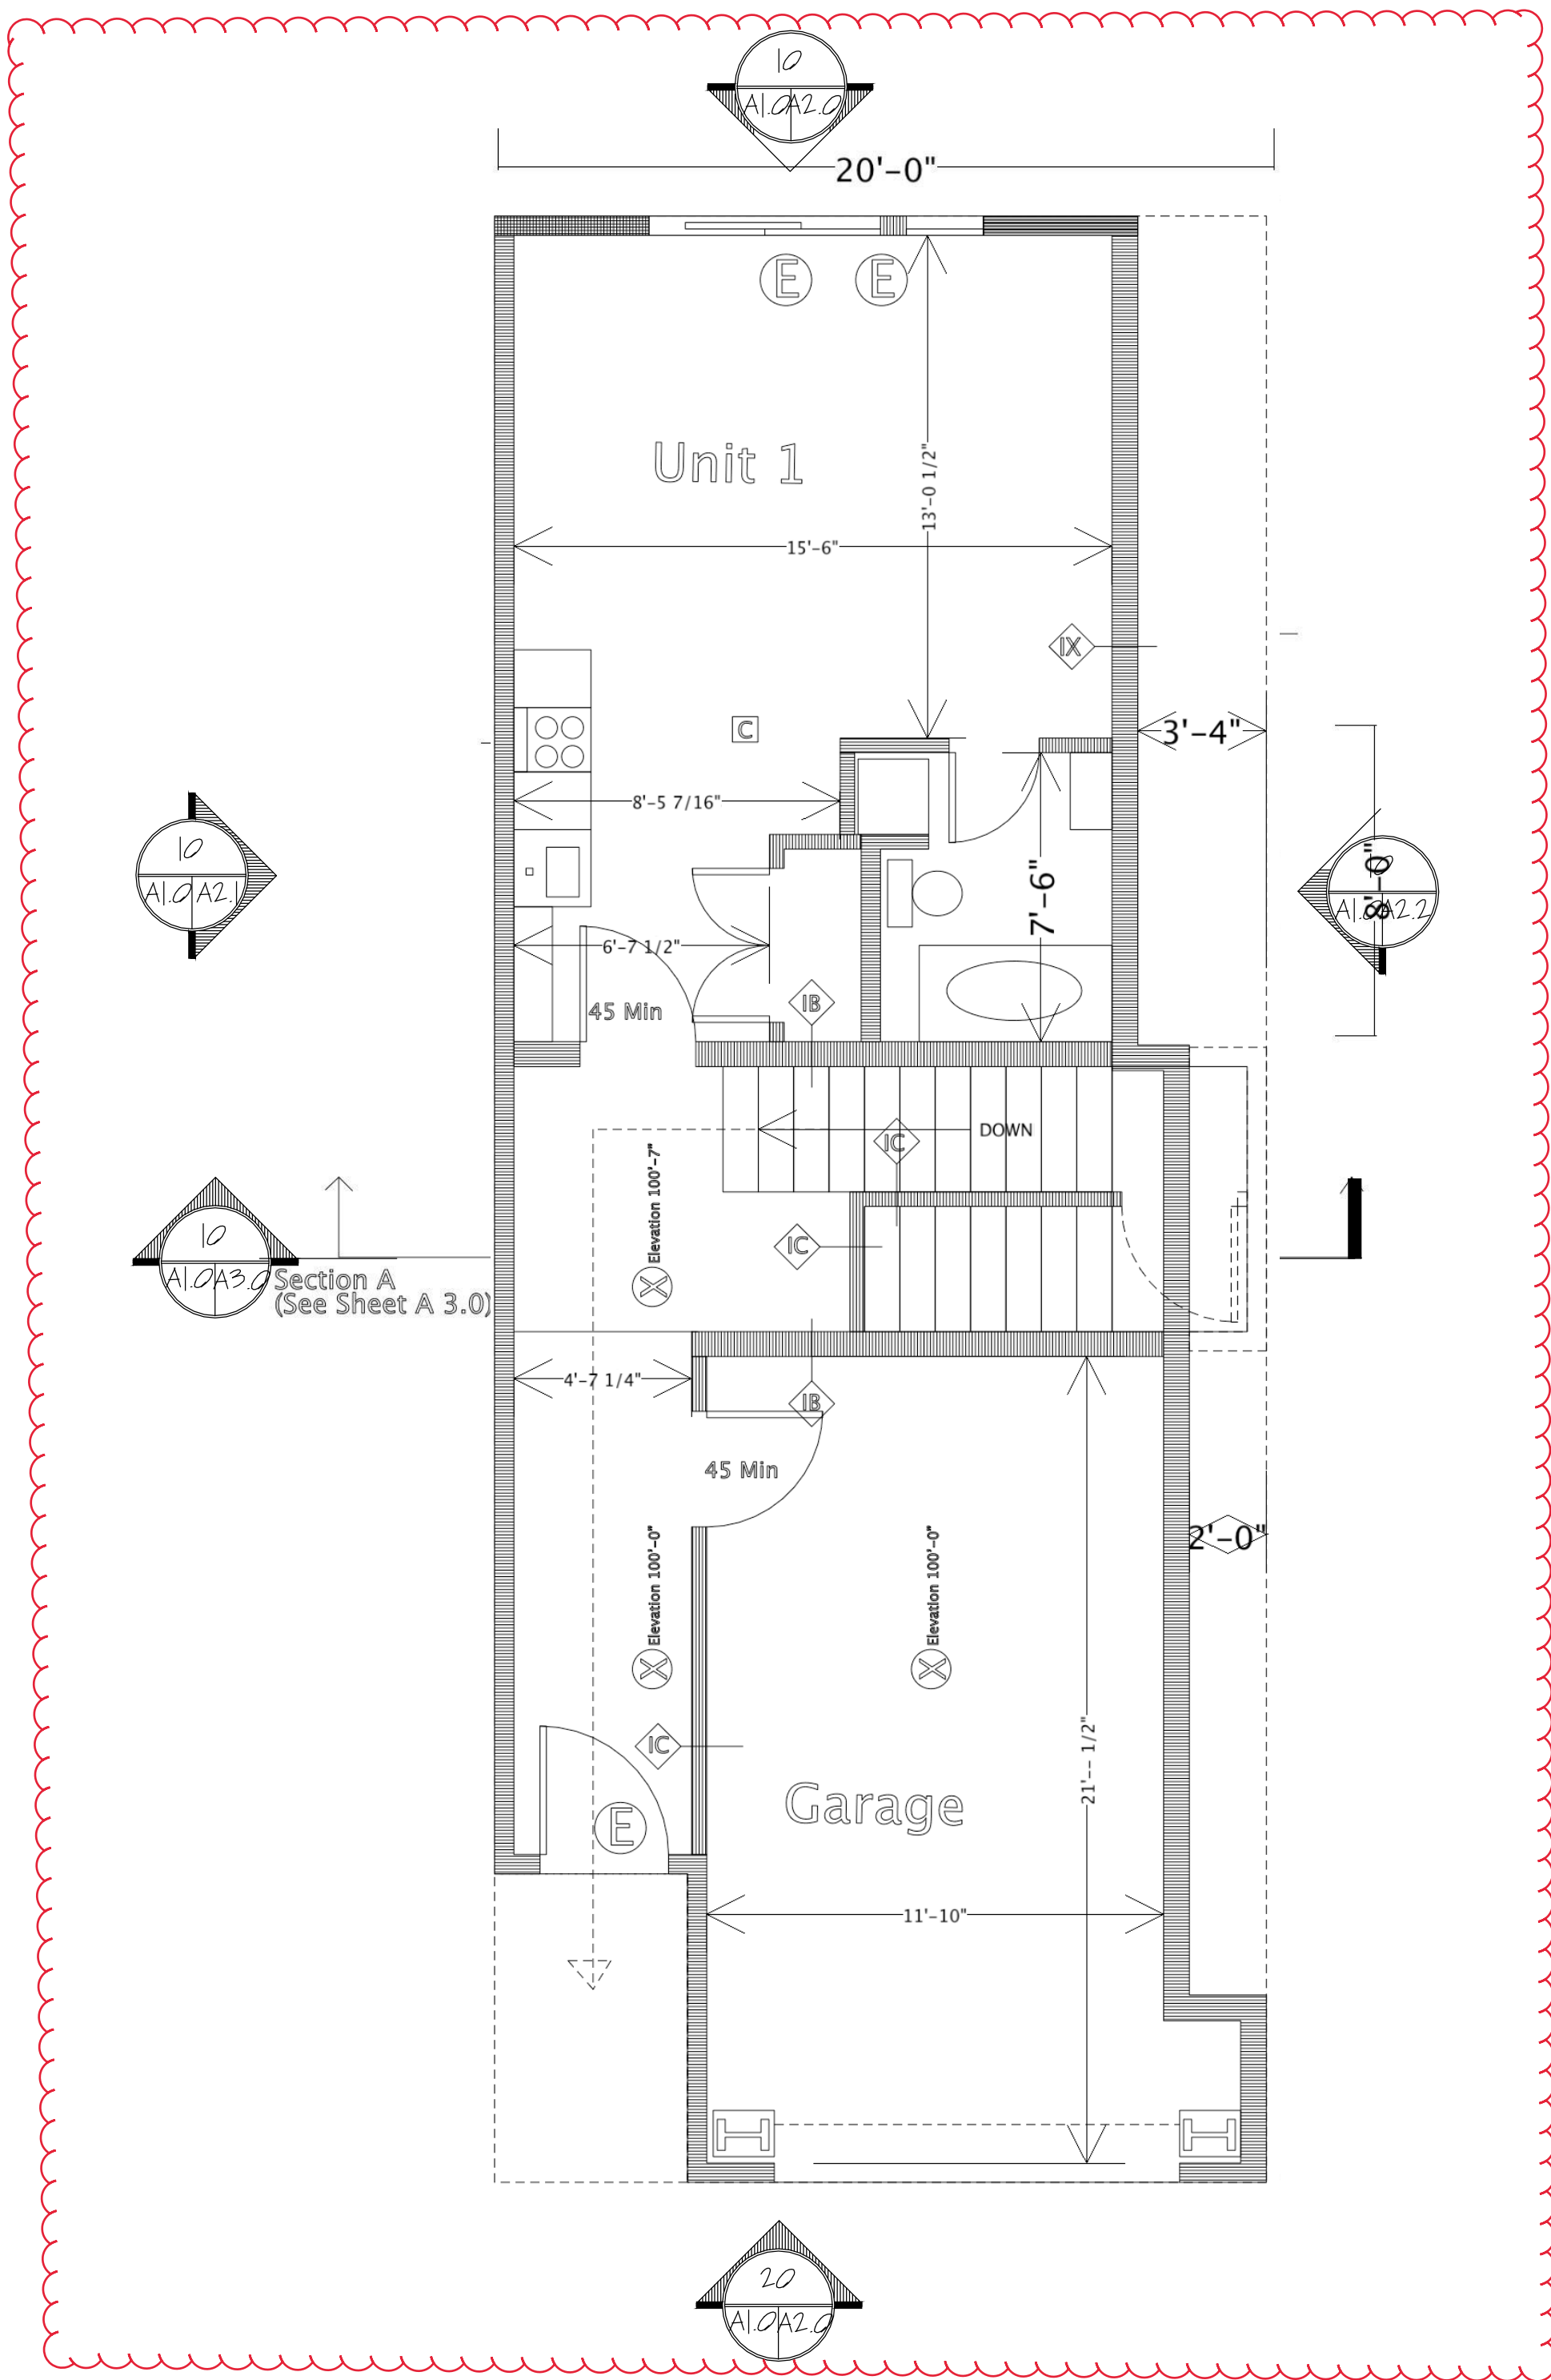 10
A1.0 A2.0
20'-0"
E E
Unit 1
13'-0 1/2"
15'-6"
IX
C
3'-4"
8'-5 7/16"
10
A1.0 A2.1
7'-6"
8'-0"
A1.0 A2.2
6'-7 1/2"
IB
45 Min
DOWN
IC
Elevation 100'-7"
X
IC
10
A1.0 A3.0
Section A
(See Sheet A 3.0)
4'-7 1/4"
IB
45 Min
2'-0"
Elevation 100'-0"
X
Elevation 100'-0"
X
IC
21'-- 1/2"
Garage
E
11'-10"
20
A1.0 A2.0